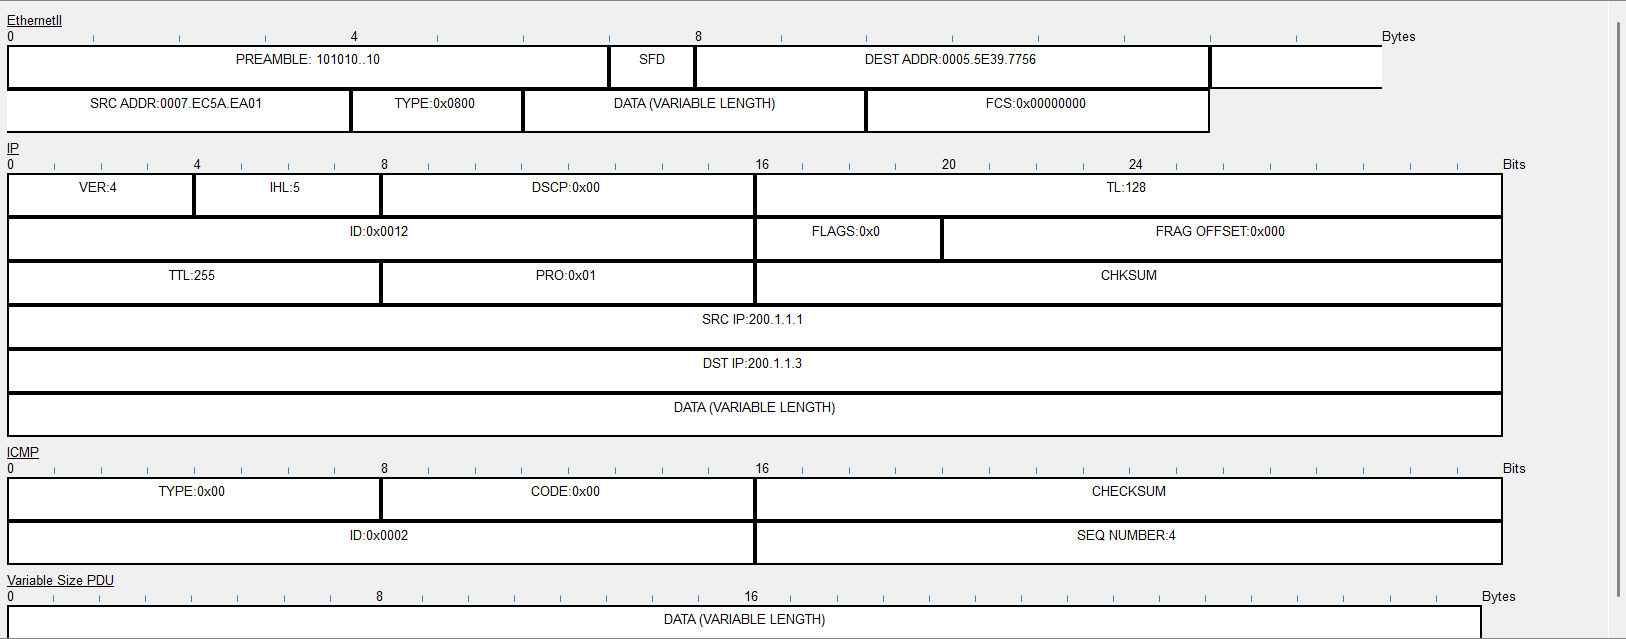 EthernetII
0 4 8 Bytes
PREAMBLE: 101010..10 SFD DEST ADDR:0005.5E39.7756
SRC ADDR:0007.EC5A.EA01 TYPE:0x0800 DATA (VARIABLE LENGTH) FCS:0x00000000
IP
0 4 8 16 20 24 Bits
VER:4 IHL:5 DSCP:0x00 TL:128
ID:0x0012 FLAGS:0x0 FRAG OFFSET:0x000
TTL:255 PRO:0x01 CHKSUM
SRC IP:200.1.1.1
DST IP:200.1.1.3
DATA (VARIABLE LENGTH)
ICMP
0 8 16 Bits
TYPE:0x00 CODE:0x00 CHECKSUM
ID:0x0002 SEQ NUMBER:4
Variable Size PDU
0 8 16 Bytes
DATA (VARIABLE LENGTH)